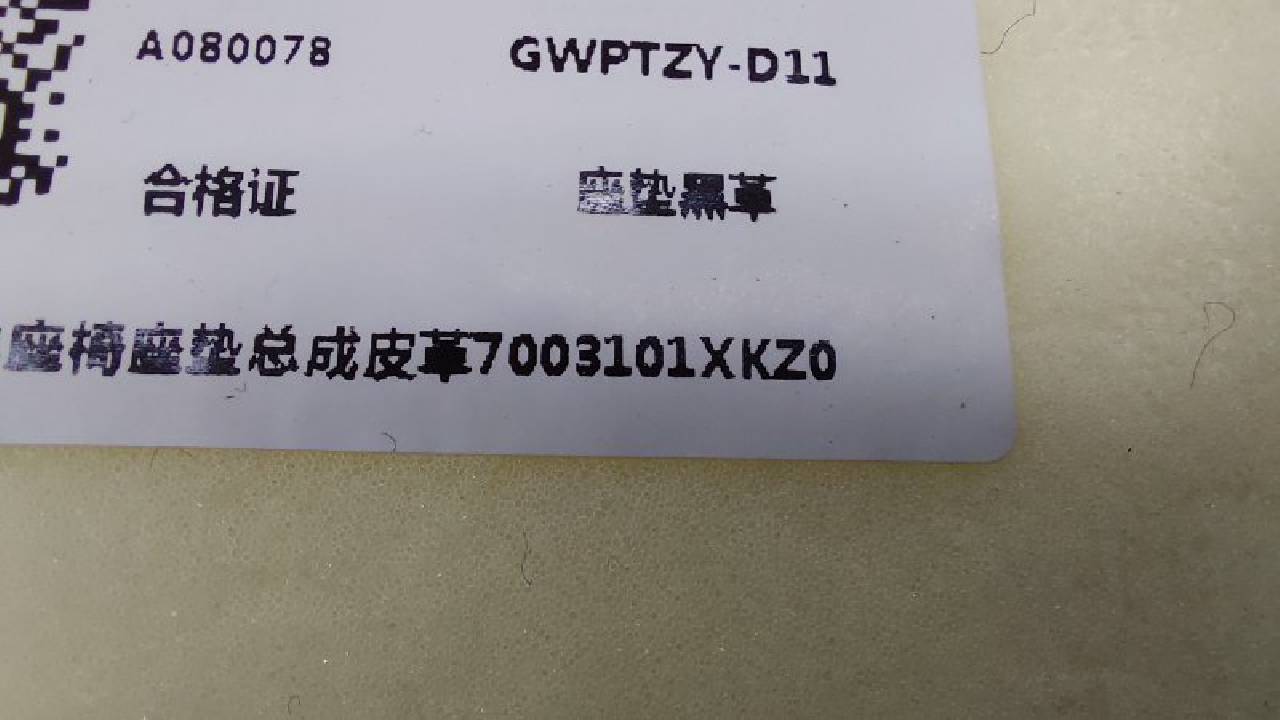 A080078 GWPTZY-D11
合格证 座垫黑革
座椅座垫总成皮革7003101XKZ0